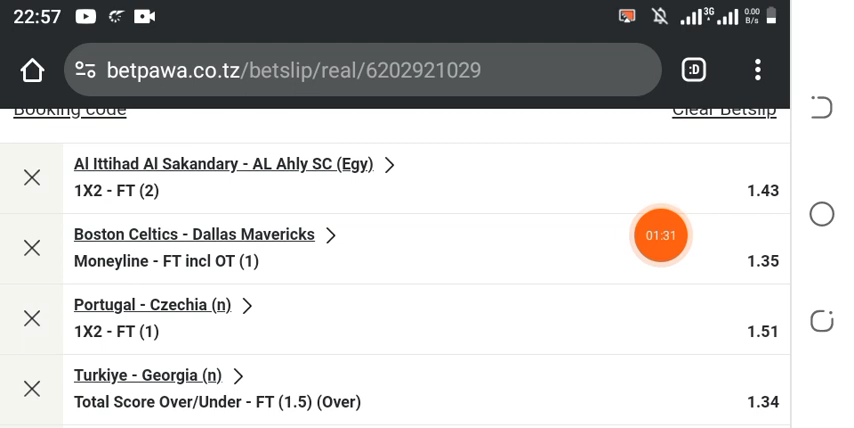 22:57
3G
0.00
B/s
betpawa.co.tz/betslip/real/6202921029
:D
Booking code
Clear Betslip
Al Ittihad Al Sakandary - AL Ahly SC (Egy)
1X2 - FT (2)
1.43
Boston Celtics - Dallas Mavericks
01:31
Moneyline - FT incl OT (1)
1.35
Portugal - Czechia (n)
1X2 - FT (1)
1.51
Turkiye - Georgia (n)
Total Score Over/Under - FT (1.5) (Over)
1.34